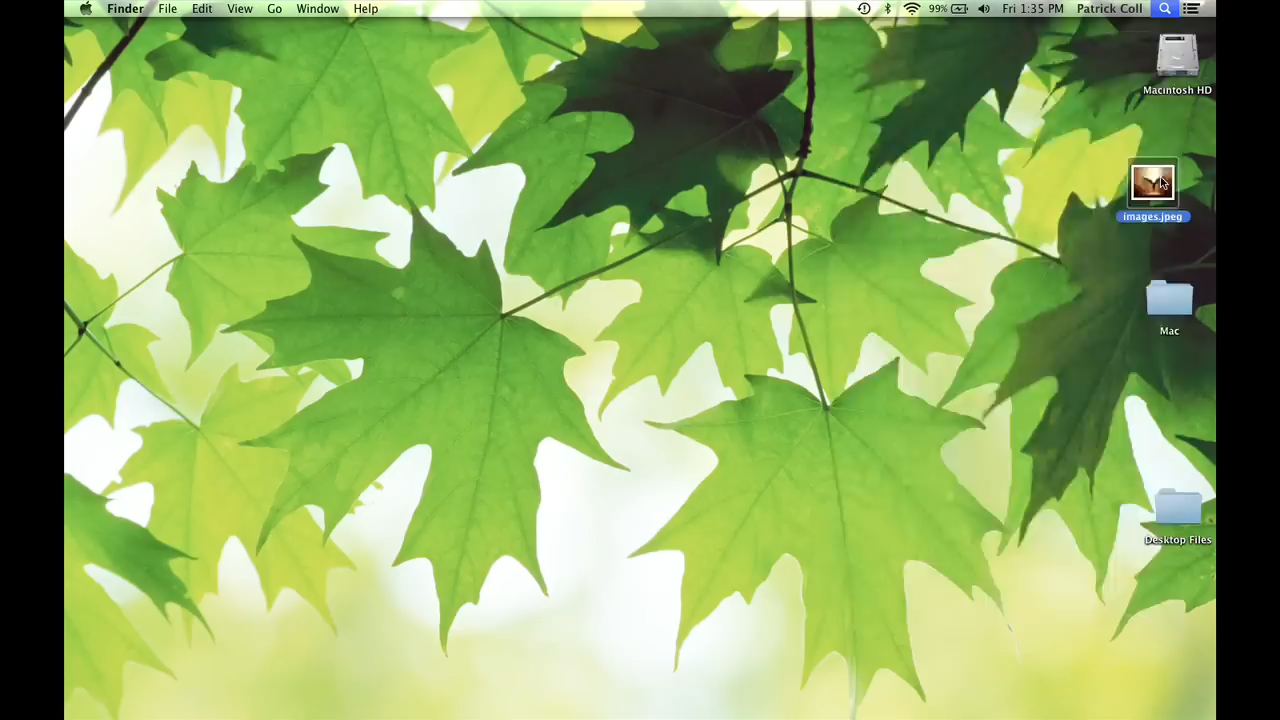 Finder File Edit View Go Window Help 99% Fri 1:35 PM Patrick Coll
Macintosh HD
images.jpeg
Mac
Desktop Files